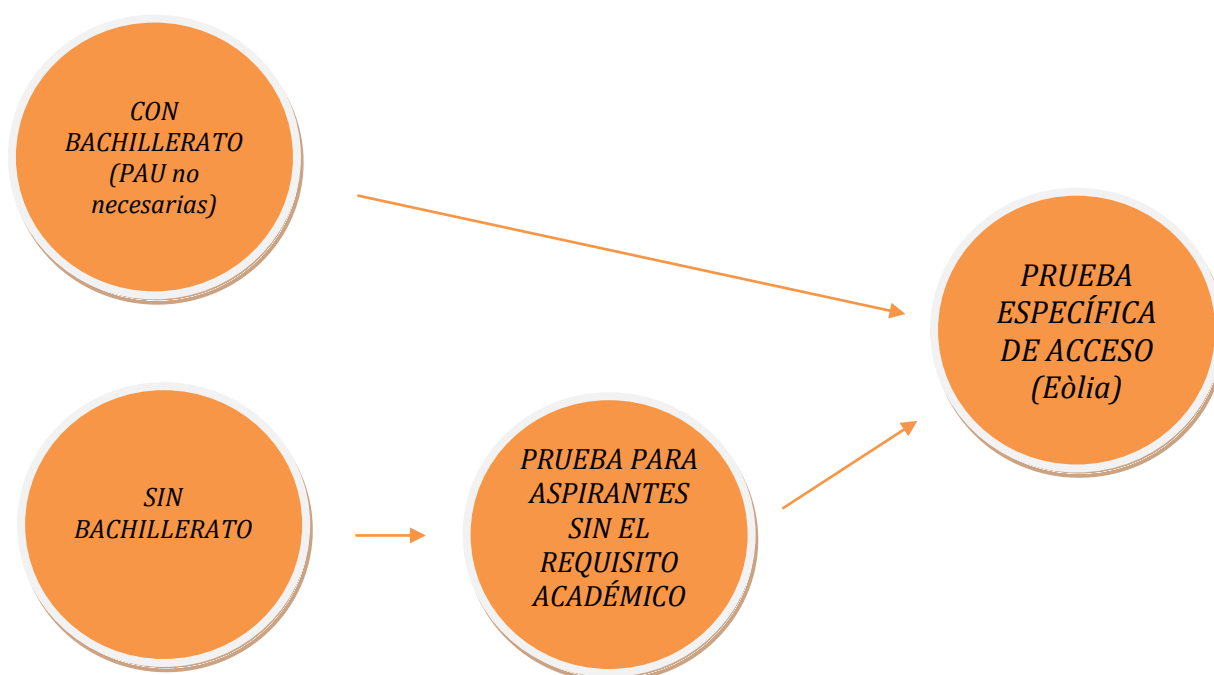 CON
BACHILLERATO
(PAU no
necesarias)
PRUEBA
ESPECÍFICA
DE ACCESO
(Eòlia)
SIN
BACHILLERATO
PRUEBA PARA
ASPIRANTES
SIN EL
REQUISITO
ACADÉMICO